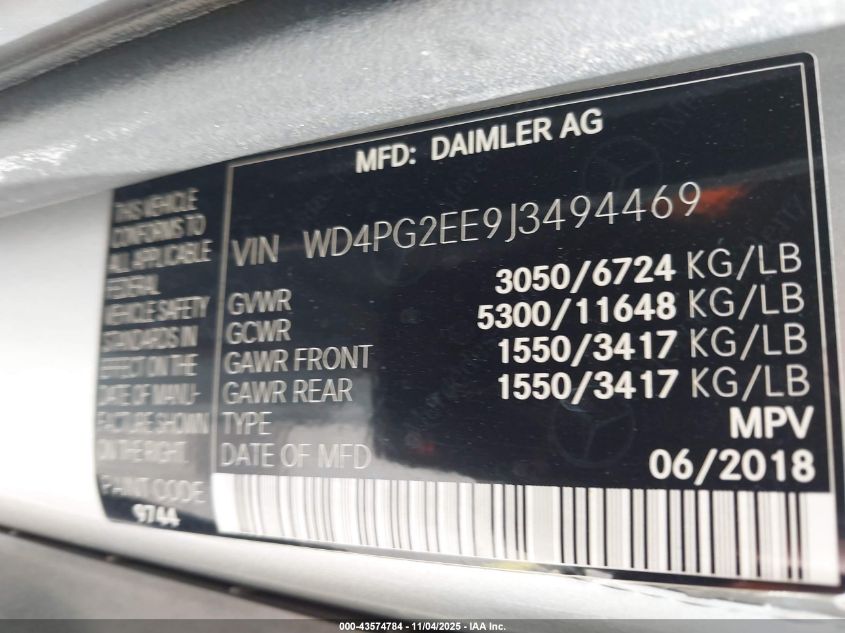 MFD: DAIMLER AG
THIS VEHICLE
CONFORMS TO
ALL APPLICABLE
FEDERAL
VEHICLE SAFETY
STANDARDS IN
EFFECT ON THE
DATE OF MANU-
FACTURE SHOWN
ON THE RIGHT.
PAINT CODE
9744
VIN WD4PG2EE9J3494469
GVWR 3050/6724 KG/LB
GCWR 5300/11648 KG/LB
GAWR FRONT 1550/3417 KG/LB
GAWR REAR 1550/3417 KG/LB
TYPE MPV
DATE OF MFD 06/2018
000-43574784 | 11/04/2025 - IAA Inc.